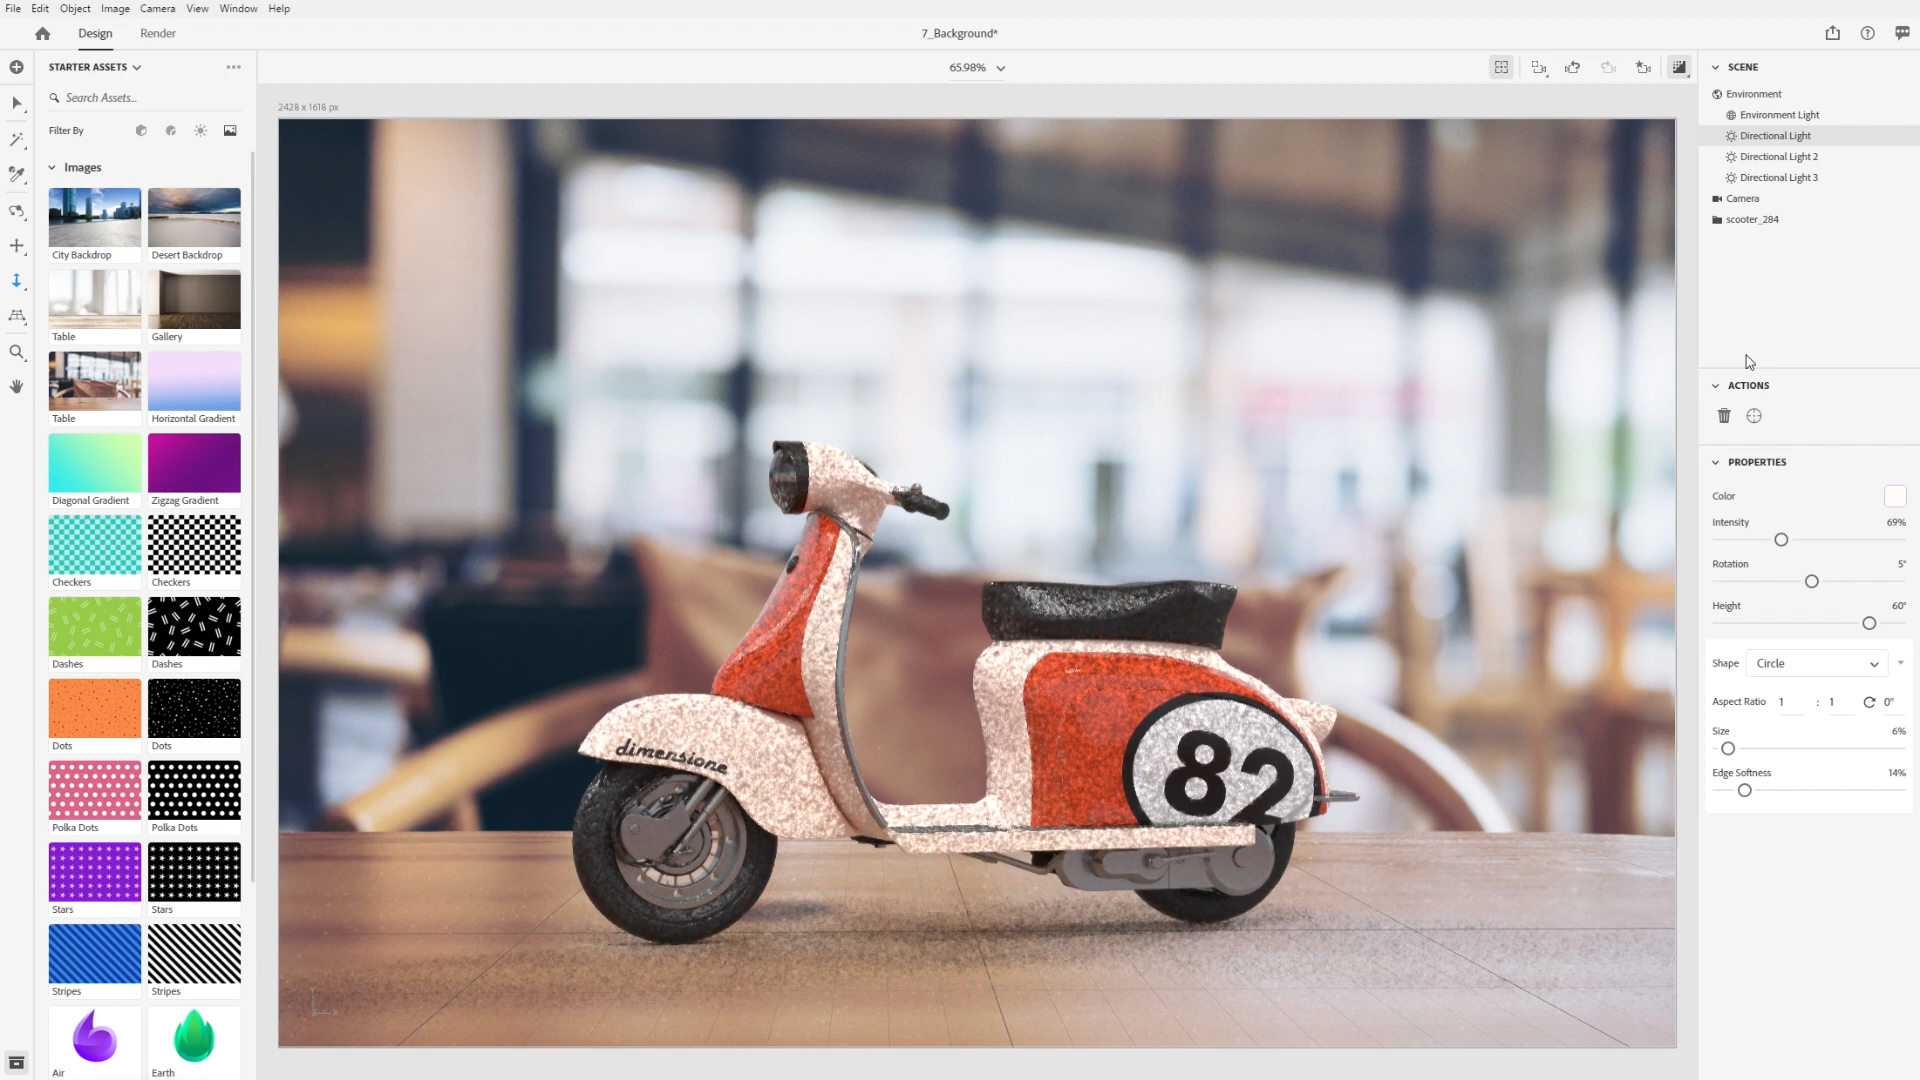 File Edit Object Image Camera View Window Help
Design Render 7_Background*
STARTER ASSETS
65.98%
Search Assets...
2428 x 1618 px
Filter By
Images
City Backdrop Desert Backdrop
Table Gallery
Table Horizontal Gradient
Diagonal Gradient Zigzag Gradient
Checkers Checkers
Dashes Dashes
Dots Dots
Polka Dots Polka Dots
Stars Stars
Stripes Stripes
Air Earth
dimensione
82
SCENE
Environment
Environment Light
Directional Light
Directional Light 2
Directional Light 3
Camera
scooter_284
ACTIONS
PROPERTIES
Color
Intensity 69%
Rotation 5°
Height 60°
Shape Circle
Aspect Ratio 1 : 1 0°
Size 6%
Edge Softness 14%